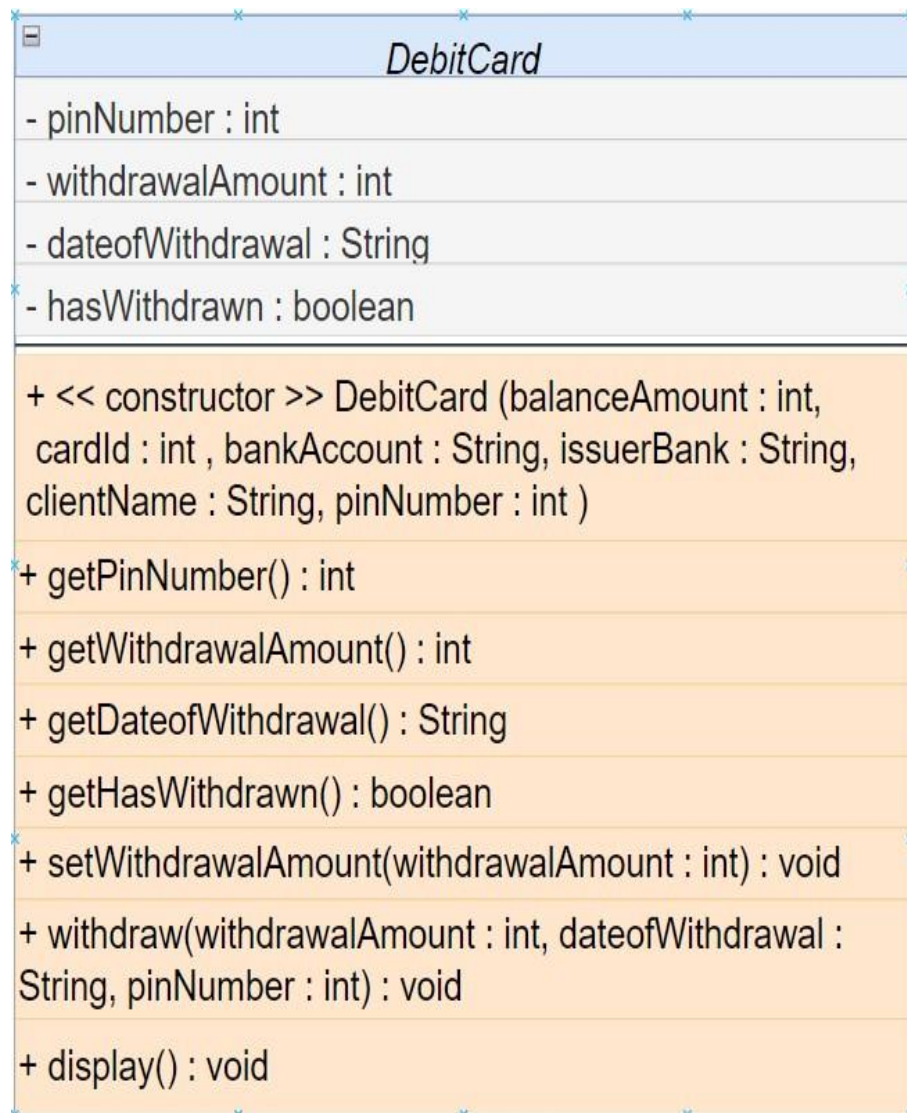 DebitCard
- pinNumber : int
- withdrawalAmount : int
- dateofWithdrawal : String
- hasWithdrawn : boolean
+ << constructor >> DebitCard (balanceAmount : int,
cardId : int , bankAccount : String, issuerBank : String,
clientName : String, pinNumber : int )
+ getPinNumber() : int
+ getWithdrawalAmount() : int
+ getDateofWithdrawal() : String
+ getHasWithdrawn() : boolean
+ setWithdrawalAmount(withdrawalAmount : int) : void
+ withdraw(withdrawalAmount : int, dateofWithdrawal :
String, pinNumber : int) : void
+ display() : void